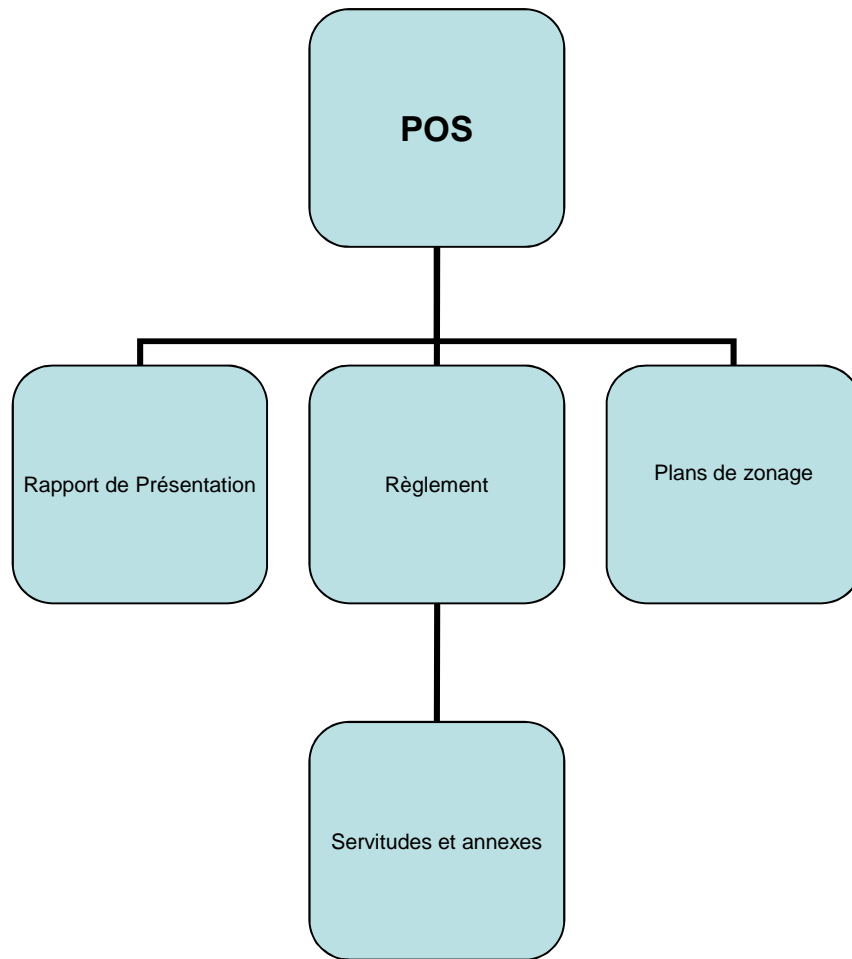 POS
Rapport de Présentation
Règlement
Plans de zonage
Servitudes et annexes